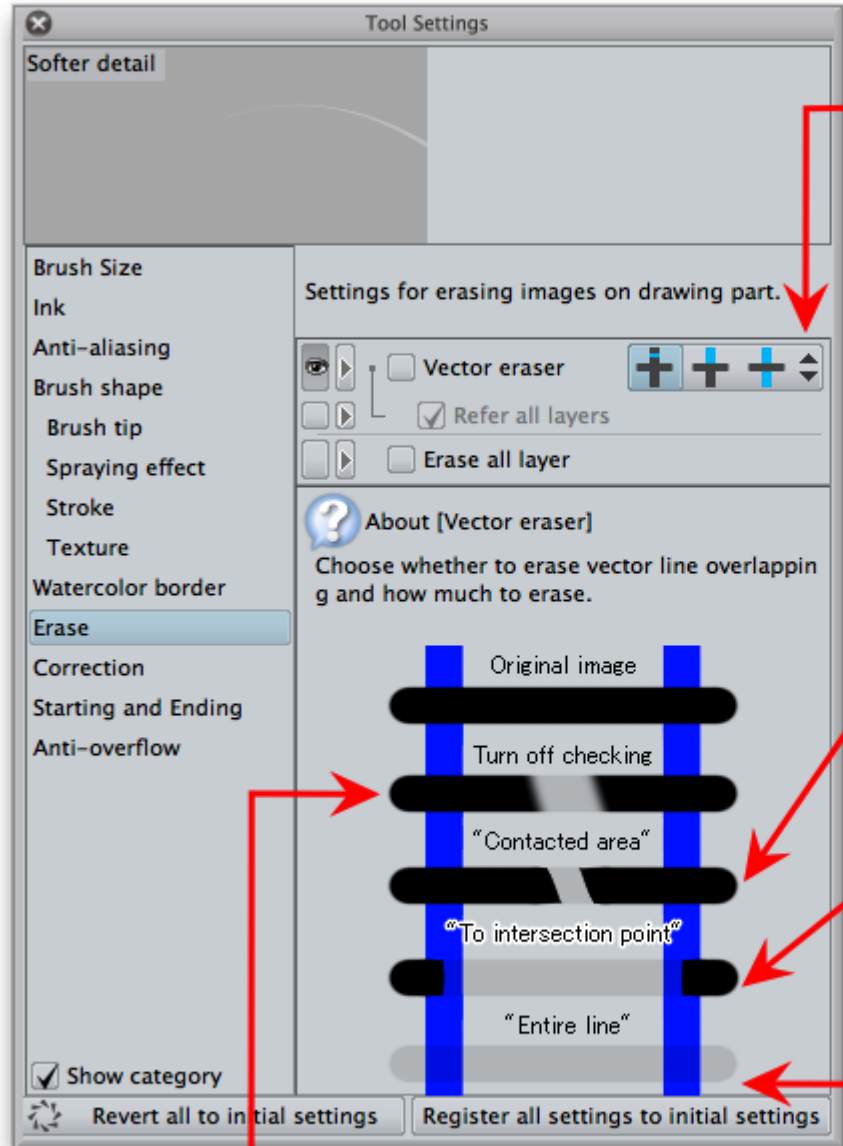 Tool Settings
Softer detail
Brush Size
Ink
Anti-aliasing
Brush shape
Brush tip
Spraying effect
Stroke
Texture
Watercolor border
Erase
Correction
Starting and Ending
Anti-overflow
Show category
Settings for erasing images on drawing part.
Vector eraser
Refer all layers
Erase all layer
About [Vector eraser]
Choose whether to erase vector line overlappin
g and how much to erase.
Original image
Turn off checking
"Contacted area"
"To intersection point"
"Entire line"
Revert all to initial settings
Register all settings to initial settings